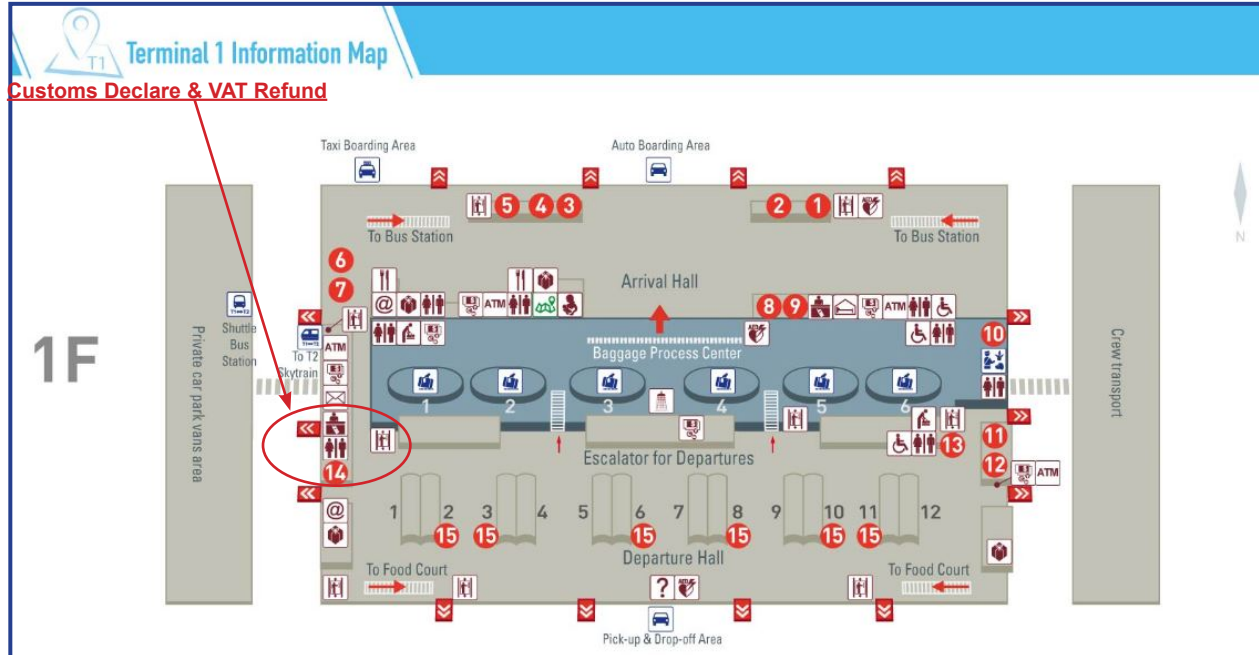 T1
Terminal 1 Information Map
Customs Declare & VAT Refund
1F
Taxi Boarding Area
Auto Boarding Area
5 4 3
2 1
To Bus Station
To Bus Station
N
6
7
Arrival Hall
@
ATM
8 9
ATM
10
Shuttle
Bus
Station
To T2
Skytrain
ATM
Private car park vans area
Crew transport
Baggage Process Center
1 2 3 4 5 6
14
13
11
12
ATM
Escalator for Departures
@
1 2 3 4 5 6 7 8 9 10 11 12
15 15 15 15 15 15
Departure Hall
To Food Court
To Food Court
?
Pick-up & Drop-off Area